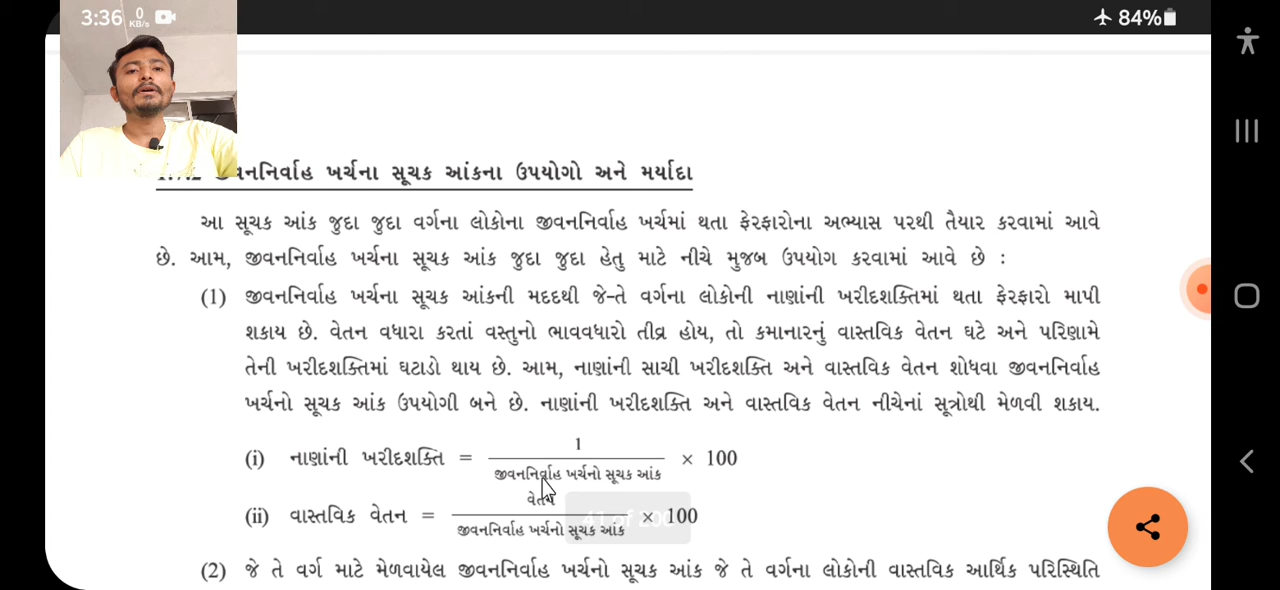 3:36 0 KB/s 84%
જીવનનિર્વાહ ખર્ચના સૂચક આંકના ઉપયોગો અને મર્યાદા
આ સૂચક આંક જુદા જુદા વર્ગના લોકોના જીવનનિર્વાહ ખર્ચમાં થતા ફેરફારોના અભ્યાસ પરથી તૈયાર કરવામાં આવે
છે. આમ, જીવનનિર્વાહ ખર્ચના સૂચક આંક જુદા જુદા હેતુ માટે નીચે મુજબ ઉપયોગ કરવામાં આવે છે :
(1) જીવનનિર્વાહ ખર્ચના સૂચક આંકની મદદથી જે-તે વર્ગના લોકોની નાણાંની ખરીદશક્તિમાં થતા ફેરફારો માપી
શકાય છે. વેતન વધારા કરતાં વસ્તુનો ભાવવધારો તીવ્ર હોય, તો કમાનારનું વાસ્તવિક વેતન ઘટે અને પરિણામે
તેની ખરીદશક્તિમાં ઘટાડો થાય છે. આમ, નાણાંની સાચી ખરીદશક્તિ અને વાસ્તવિક વેતન શોધવા જીવનનિર્વાહ
ખર્ચનો સૂચક આંક ઉપયોગી બને છે. નાણાંની ખરીદશક્તિ અને વાસ્તવિક વેતન નીચેનાં સૂત્રોથી મેળવી શકાય.
1
(i) નાણાંની ખરીદશક્તિ = × 100
જીવનનિર્વાહ ખર્ચનો સૂચક આંક
વેતન
(ii) વાસ્તવિક વેતન = × 100
જીવનનિર્વાહ ખર્ચનો સૂચક આંક
41 of 200
(2) જે તે વર્ગ માટે મેળવાયેલ જીવનનિર્વાહ ખર્ચનો સૂચક આંક જે તે વર્ગના લોકોની વાસ્તવિક આર્થિક પરિસ્થિતિ